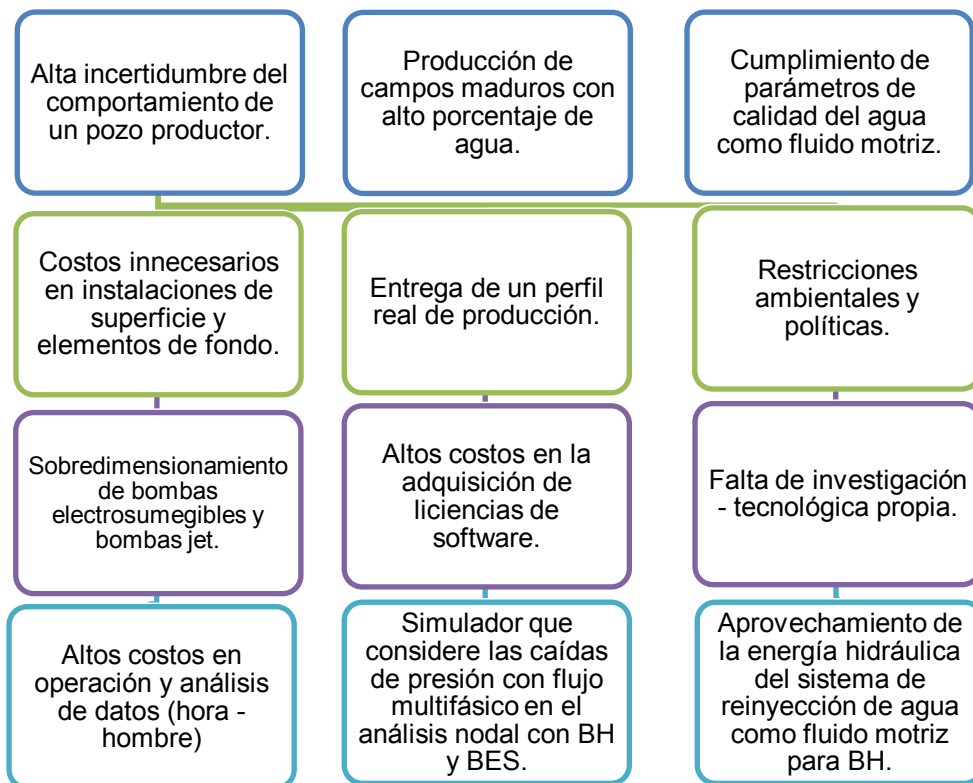 Alta incertidumbre del
comportamiento de
un pozo productor.
Producción de
campos maduros con
alto porcentaje de
agua.
Cumplimiento de
parámetros de
calidad del agua
como fluido motriz.
Costos innecesarios
en instalaciones de
superficie y
elementos de fondo.
Entrega de un perfil
real de producción.
Restricciones
ambientales y
políticas.
Sobredimensionamiento
de bombas
electrosumegibles y
bombas jet.
Altos costos en la
adquisición de
liciencias de
software.
Falta de investigación
- tecnológica propia.
Altos costos en
operación y análisis
de datos (hora -
hombre)
Simulador que
considere las caídas
de presión con flujo
multifásico en el
análisis nodal con BH
y BES.
Aprovechamiento de
la energía hidráulica
del sistema de
reinyección de agua
como fluido motriz
para BH.